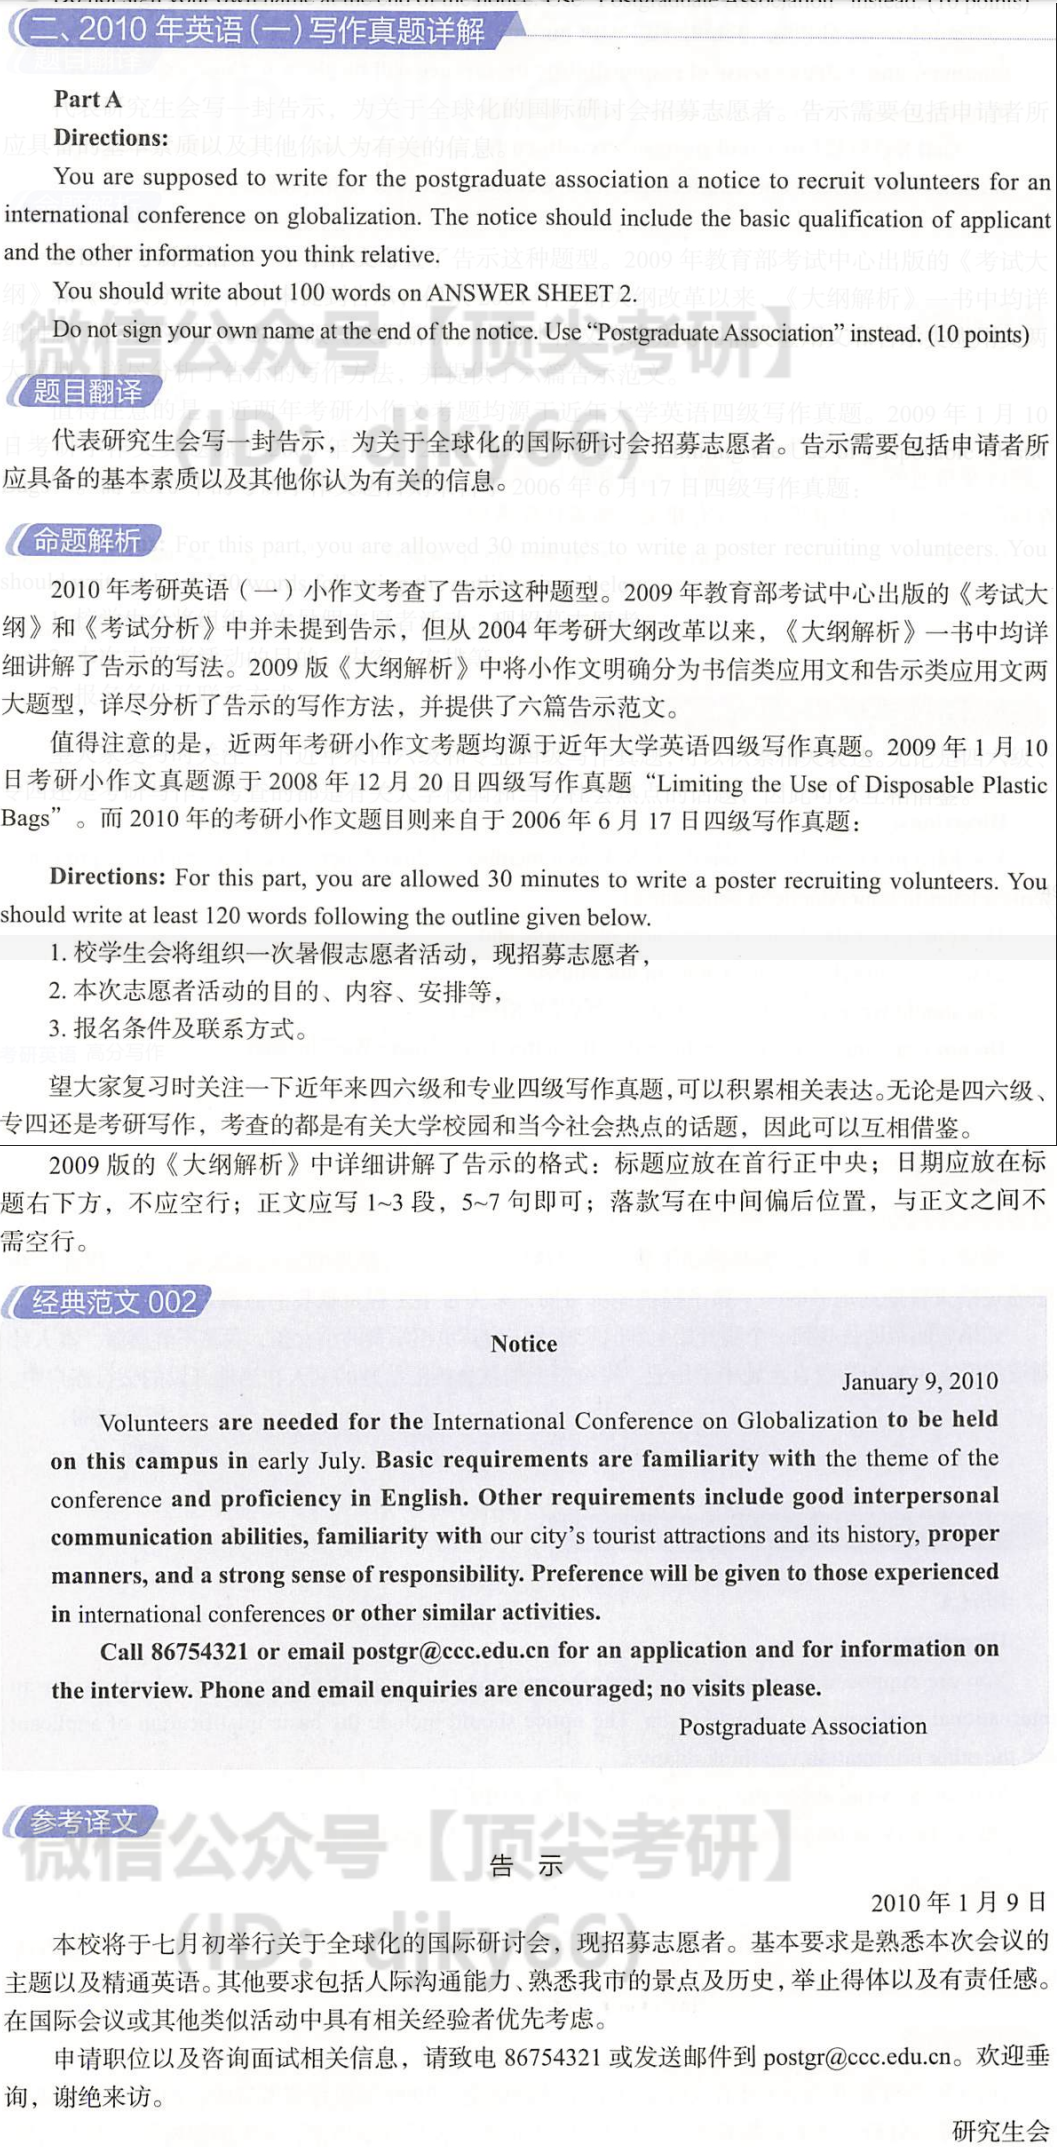 二、2010 年英语(一)写作真题详解
Part A
Directions:
You are supposed to write for the postgraduate association a notice to recruit volunteers for an
international conference on globalization. The notice should include the basic qualification of applicant
and the other information you think relative.
You should write about 100 words on ANSWER SHEET 2.
Do not sign your own name at the end of the notice. Use “Postgraduate Association” instead. (10 points)
微信公众号【顶尖考研】
题目翻译
(ID: djky66)
代表研究生会写一封告示，为关于全球化的国际研讨会招募志愿者。告示需要包括申请者所
应具备的基本素质以及其他你认为有关的信息。
命题解析
2010 年考研英语（一）小作文考查了告示这种题型。2009 年教育部考试中心出版的《考试大
纲》和《考试分析》中并未提到告示，但从 2004 年考研大纲改革以来，《大纲解析》一书中均详
细讲解了告示的写法。2009 版《大纲解析》中将小作文明确分为书信类应用文和告示类应用文两
大题型，详尽分析了告示的写作方法，并提供了六篇告示范文。
值得注意的是，近两年考研小作文考题均源于近年大学英语四级写作真题。2009 年 1 月 10
日考研小作文真题源于 2008 年 12 月 20 日四级写作真题“Limiting the Use of Disposable Plastic
Bags”。而 2010 年的考研小作文题目则来自于 2006 年 6 月 17 日四级写作真题：
Directions: For this part, you are allowed 30 minutes to write a poster recruiting volunteers. You
should write at least 120 words following the outline given below.
1. 校学生会将组织一次暑假志愿者活动，现招募志愿者，
2. 本次志愿者活动的目的、内容、安排等，
3. 报名条件及联系方式。
望大家复习时关注一下近年来四六级和专业四级写作真题，可以积累相关表达。无论是四六级、
专四还是考研写作，考查的都是有关大学校园和当今社会热点的话题，因此可以互相借鉴。
2009 版的《大纲解析》中详细讲解了告示的格式：标题应放在首行正中央；日期应放在标
题右下方，不应空行；正文应写 1~3 段，5~7 句即可；落款写在中间偏后位置，与正文之间不
需空行。
经典范文 002
Notice
January 9, 2010
Volunteers are needed for the International Conference on Globalization to be held
on this campus in early July. Basic requirements are familiarity with the theme of the
conference and proficiency in English. Other requirements include good interpersonal
communication abilities, familiarity with our city’s tourist attractions and its history, proper
manners, and a strong sense of responsibility. Preference will be given to those experienced
in international conferences or other similar activities.
Call 86754321 or email postgr@ccc.edu.cn for an application and for information on
the interview. Phone and email enquiries are encouraged; no visits please.
Postgraduate Association
参考译文
微信公众号【顶尖考研】
告 示
2010 年 1 月 9 日
(ID: djky66)
本校将于七月初举行关于全球化的国际研讨会，现招募志愿者。基本要求是熟悉本次会议的
主题以及精通英语。其他要求包括人际沟通能力、熟悉我市的景点及历史，举止得体以及有责任感。
在国际会议或其他类似活动中具有相关经验者优先考虑。
申请职位以及咨询面试相关信息，请致电 86754321 或发送邮件到 postgr@ccc.edu.cn。欢迎垂
询，谢绝来访。
研究生会